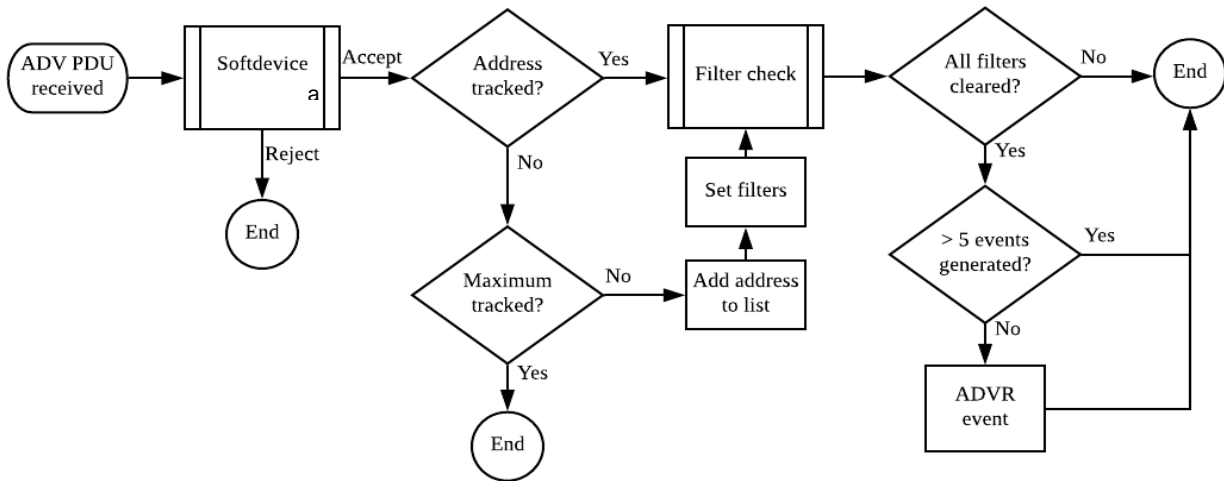 ADV PDU
received
Softdevice
a
Accept
Reject
End
Address
tracked?
Yes
No
Maximum
tracked?
No
Yes
End
Filter check
Set filters
Add address
to list
All filters
cleared?
No
End
Yes
> 5 events
generated?
Yes
No
ADVR
event